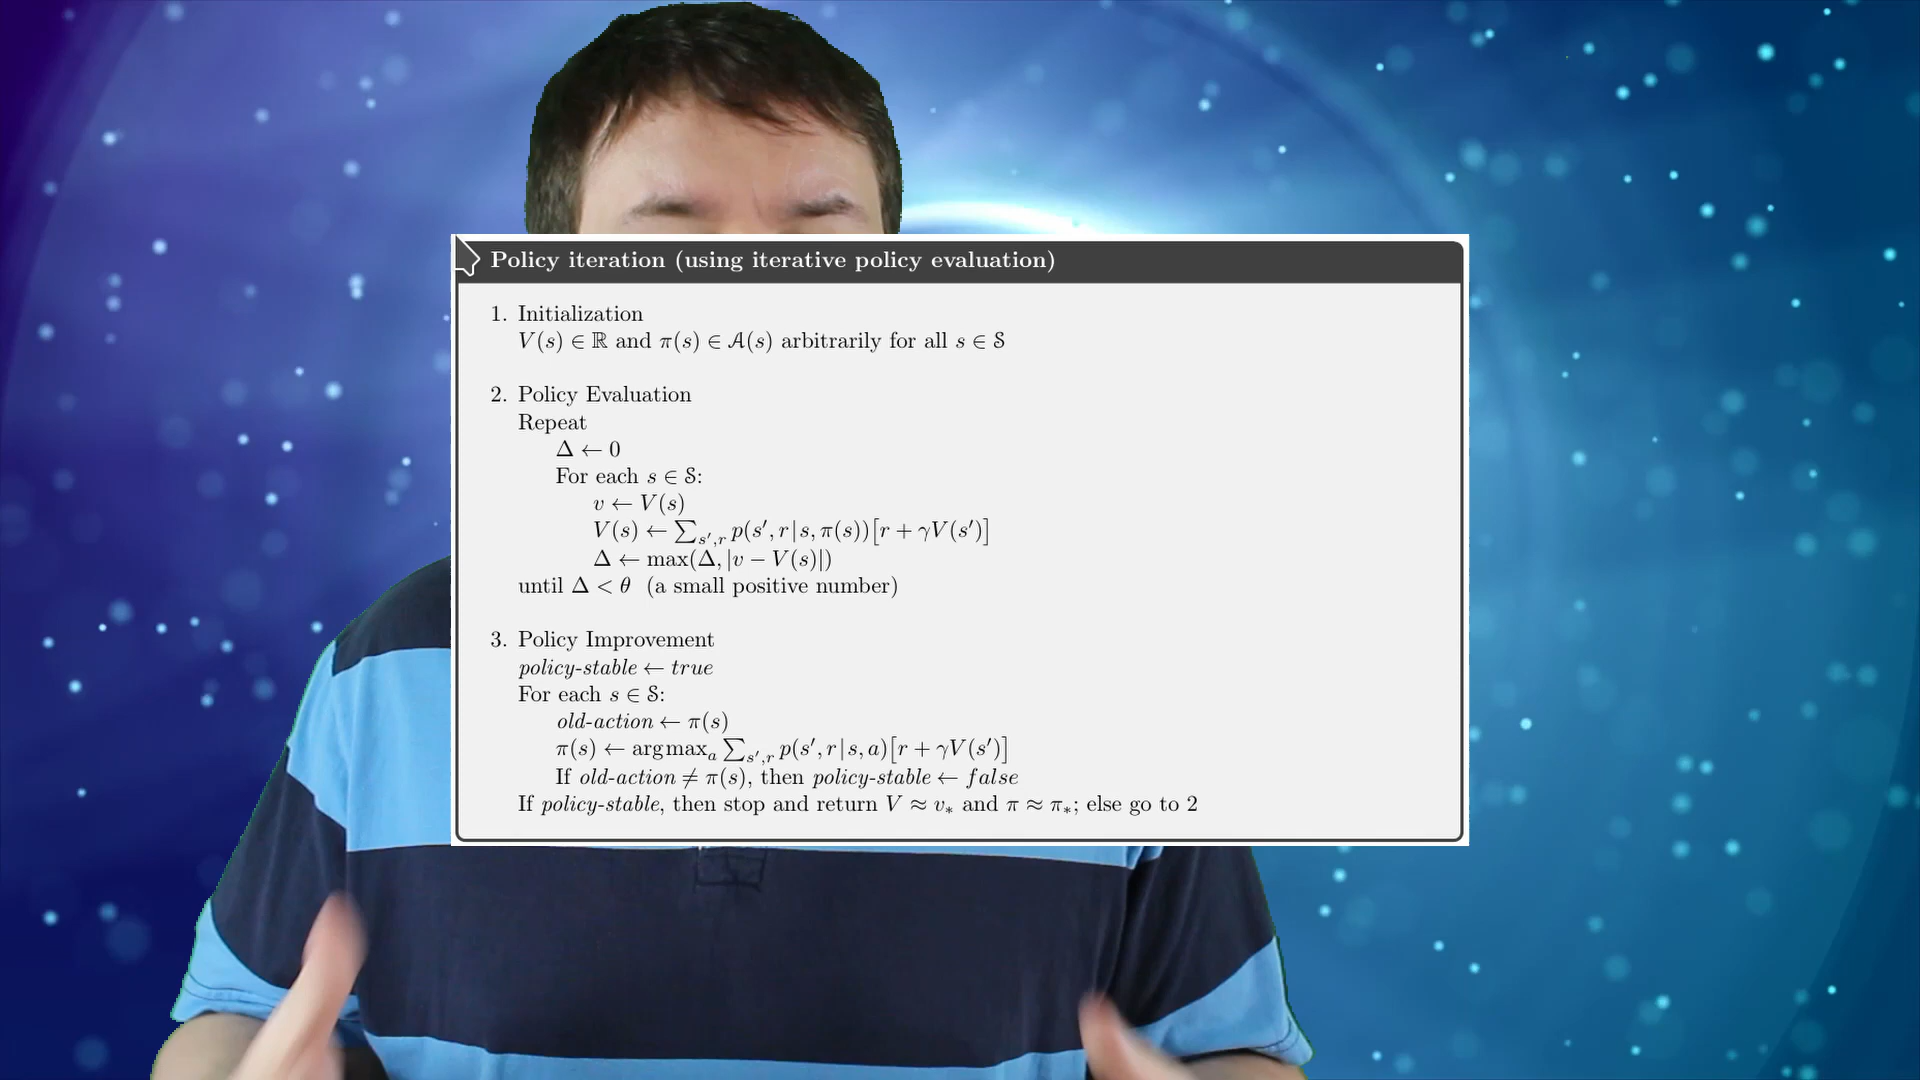 Policy iteration (using iterative policy evaluation)
1. Initialization
V(s) ∈ ℝ and π(s) ∈ 𝒜(s) arbitrarily for all s ∈ 𝒮
2. Policy Evaluation
Repeat
Δ ← 0
For each s ∈ 𝒮:
v ← V(s)
V(s) ← ∑ₛ′,ᵣ p(s′, r|s, π(s))[r + γV(s′)]
Δ ← max(Δ, |v − V(s)|)
until Δ < θ (a small positive number)
3. Policy Improvement
policy-stable ← true
For each s ∈ 𝒮:
old-action ← π(s)
π(s) ← argmaxₐ ∑ₛ′,ᵣ p(s′, r|s, a)[r + γV(s′)]
If old-action ≠ π(s), then policy-stable ← false
If policy-stable, then stop and return V ≈ v∗ and π ≈ π∗; else go to 2